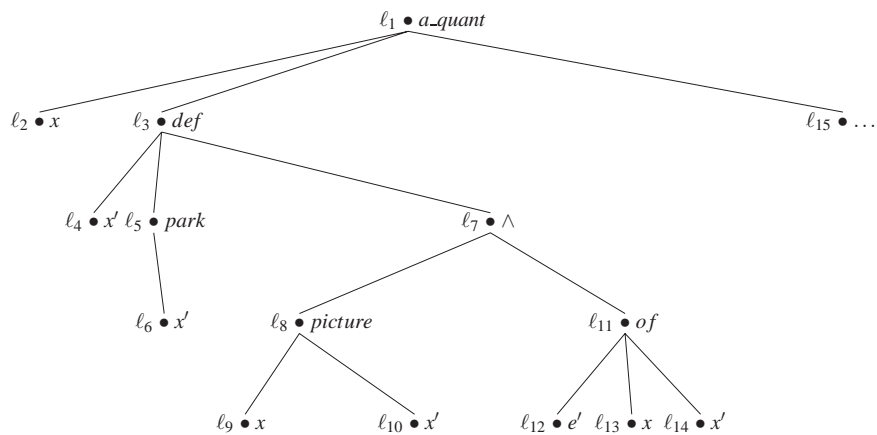 ℓ₁ • a_quant
ℓ₂ • x ℓ₃ • def ℓ₁₅ • …
ℓ₄ • x′ ℓ₅ • park ℓ₇ • ∧
ℓ₆ • x′ ℓ₈ • picture ℓ₁₁ • of
ℓ₉ • x ℓ₁₀ • x′ ℓ₁₂ • e′ ℓ₁₃ • x ℓ₁₄ • x′